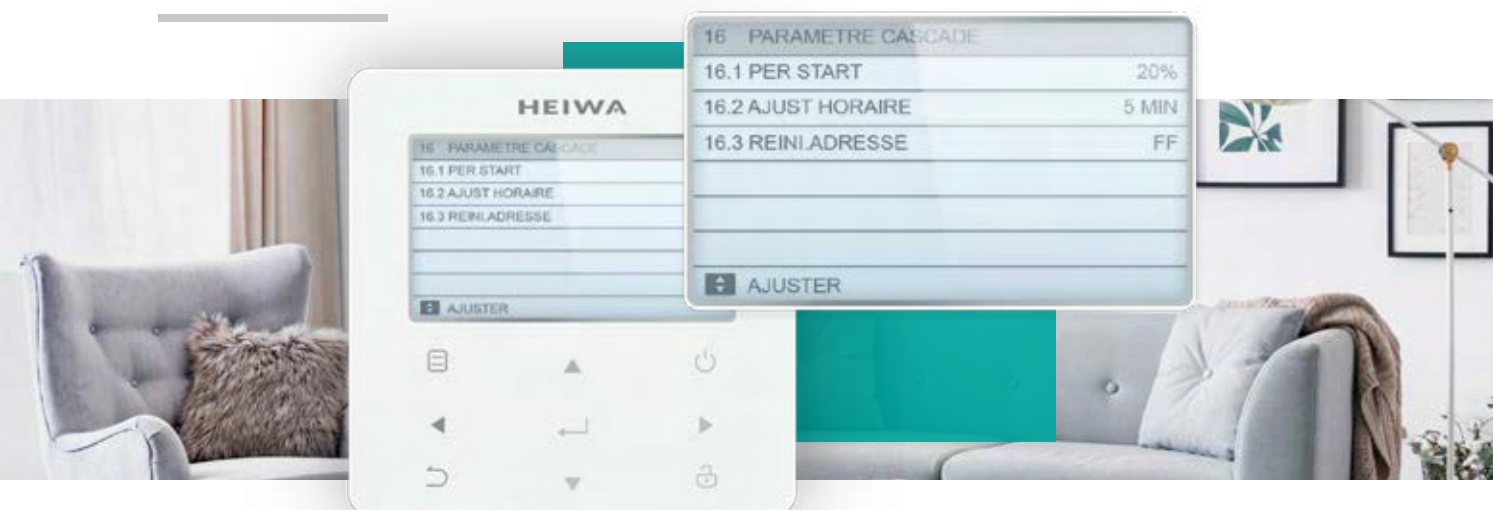 HEIWA
16 PARAMETRE CASCADE
16.1 PER START
16.2 AJUST HORAIRE
16.3 REINI.ADRESSE
AJUSTER
16 PARAMETRE CASCADE
16.1 PER START 20%
16.2 AJUST HORAIRE 5 MIN
16.3 REINI.ADRESSE FF
AJUSTER